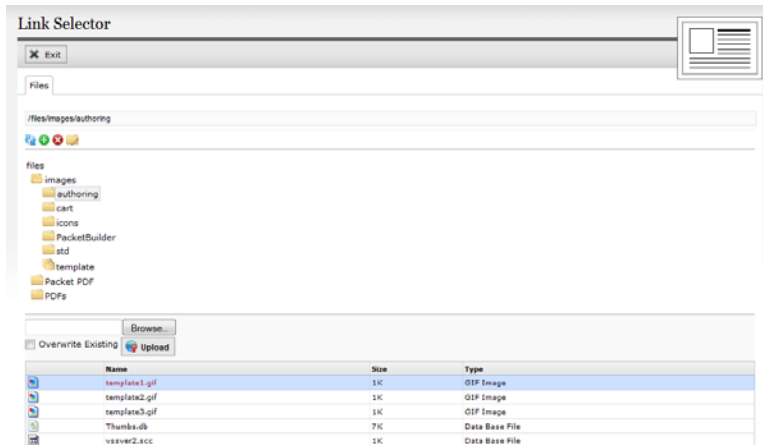 Link Selector
Exit
Files
/files/images/authoring
files
images
authoring
cart
icons
PacketBuilder
std
template
Packet PDF
PDFs
Browse...
Overwrite Existing Upload
Name Size Type
template1.gif 1K GIF Image
template2.gif 1K GIF Image
template3.gif 1K GIF Image
Thumbs.db 7K Data Base File
vssver2.scc 1K Data Base File